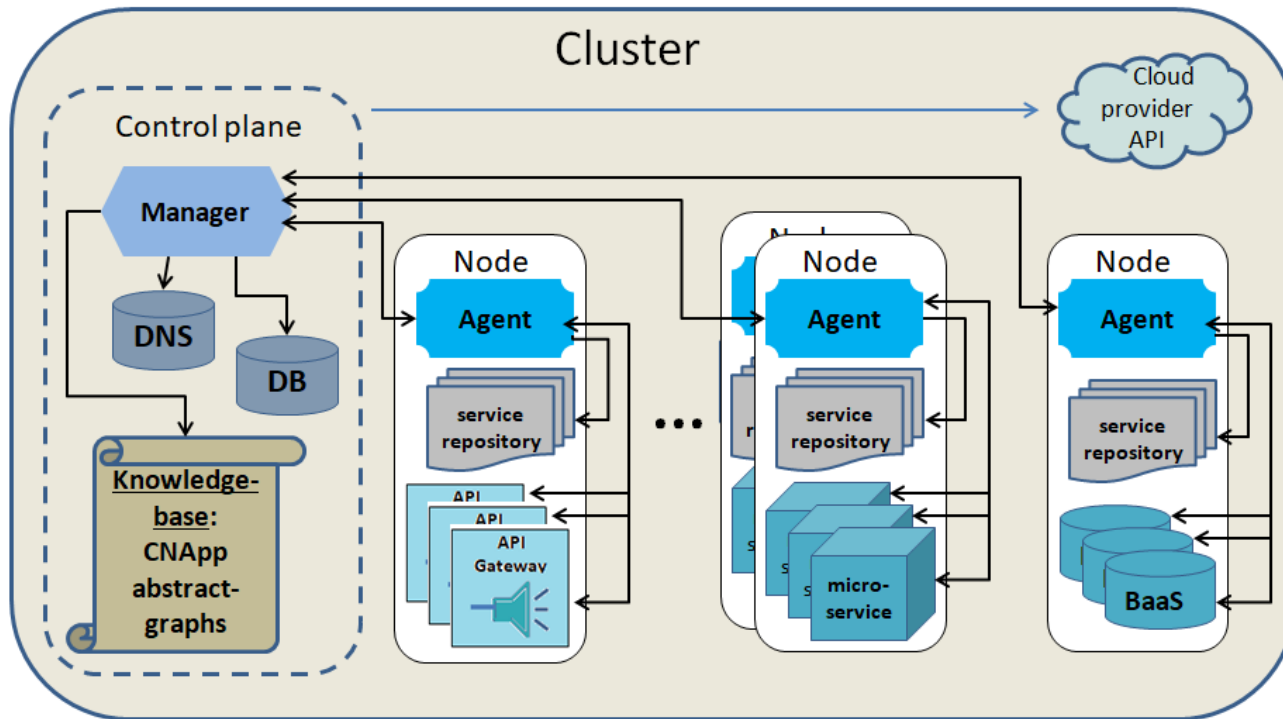 Cluster
Cloud
provider
API
Control plane
Manager
DNS
DB
Knowledge-
base:
CNApp
abstract-
graphs
Node
Agent
service
repository
API
API
API
Gateway
...
Node
Agent
service
repository
micro-
service
Node
Agent
service
repository
BaaS